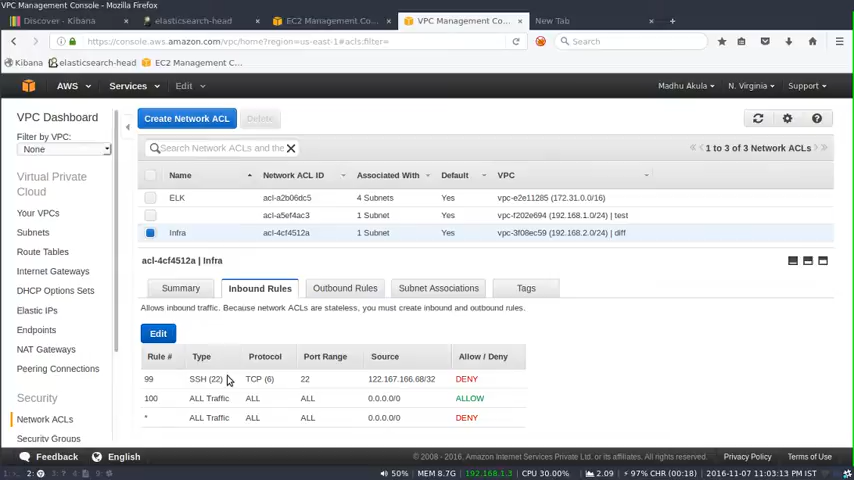 VPC Management Console - Mozilla Firefox
Discover - Kibana
elasticsearch-head
EC2 Management Co...
VPC Management Con...
New Tab
https://console.aws.amazon.com/vpc/home?region=us-east-1#acls:filter=
Search
Kibana
elasticsearch-head
EC2 Management C...
AWS
Services
Edit
Madhu Akula
N. Virginia
Support
VPC Dashboard
Filter by VPC:
None
Virtual Private
Cloud
Your VPCs
Subnets
Route Tables
Internet Gateways
DHCP Options Sets
Elastic IPs
Endpoints
NAT Gateways
Peering Connections
Security
Network ACLs
Security Groups
Create Network ACL
Delete
Search Network ACLs and the
1 to 3 of 3 Network ACLs
Name Network ACL ID Associated With Default VPC
ELK acl-a2b06dc5 4 Subnets Yes vpc-e2e11285 (172.31.0.0/16)
acl-a5ef4ac3 1 Subnet Yes vpc-f202e694 (192.168.1.0/24) | test
Infra acl-4cf4512a 1 Subnet Yes vpc-3f08ec59 (192.168.2.0/24) | diff
acl-4cf4512a | Infra
Summary
Inbound Rules
Outbound Rules
Subnet Associations
Tags
Allows inbound traffic. Because network ACLs are stateless, you must create inbound and outbound rules.
Edit
Rule # Type Protocol Port Range Source Allow / Deny
99 SSH (22) TCP (6) 22 122.167.166.68/32 DENY
100 ALL Traffic ALL ALL 0.0.0.0/0 ALLOW
* ALL Traffic ALL ALL 0.0.0.0/0 DENY
Feedback
English
© 2008 - 2016, Amazon Internet Services Private Ltd. or its affiliates. All rights reserved.
Privacy Policy
Terms of Use
50% MEM 8.7G 192.168.1.3 CPU 30.00% 2.09 97% CHR (00:18) 2016-11-07 11:03:13 PM IST